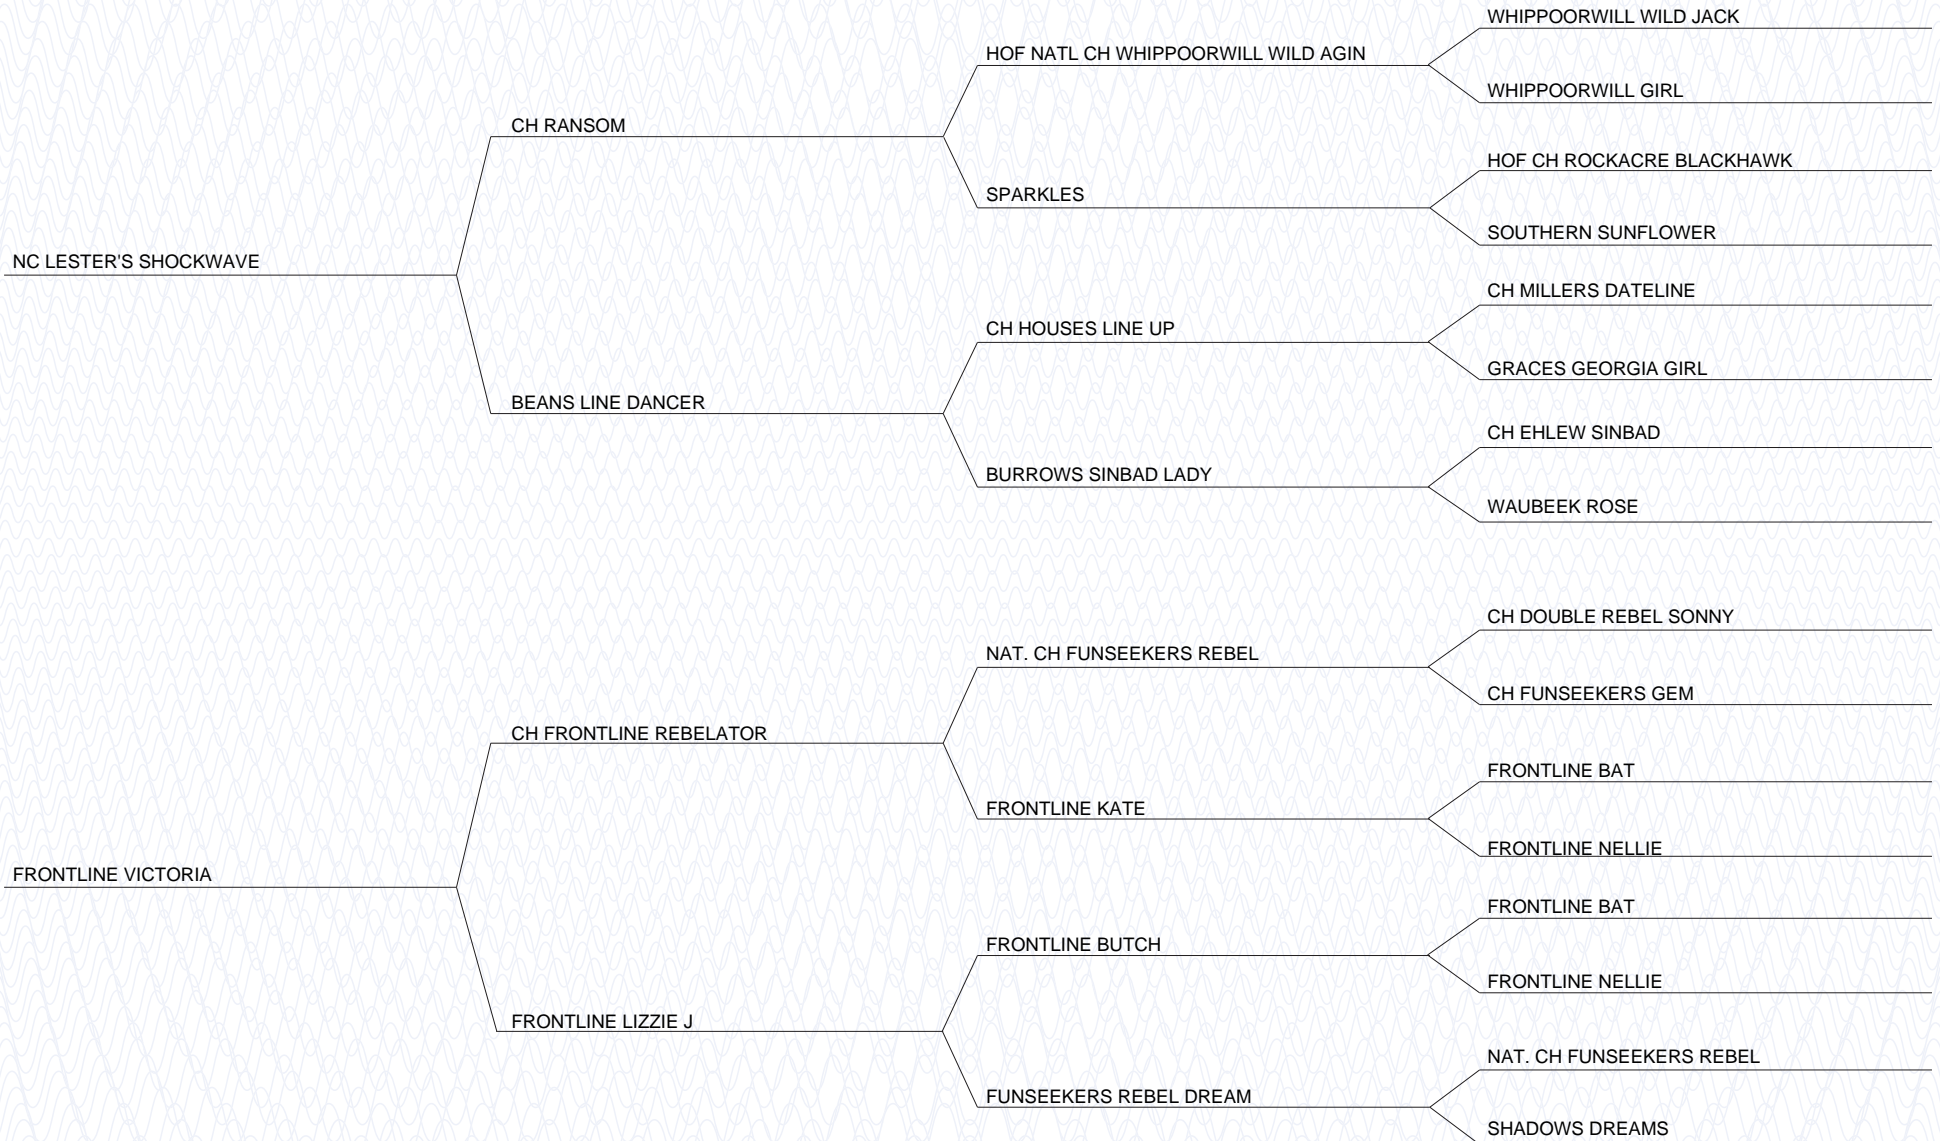 WHIPPOORWILL WILD JACK
HOF NATL CH WHIPPOORWILL WILD AGIN
WHIPPOORWILL GIRL
CH RANSOM
HOF CH ROCKACRE BLACKHAWK
SPARKLES
SOUTHERN SUNFLOWER
NC LESTER'S SHOCKWAVE
CH MILLERS DATELINE
CH HOUSES LINE UP
GRACES GEORGIA GIRL
BEANS LINE DANCER
CH EHLEW SINBAD
BURROWS SINBAD LADY
WAUBEEK ROSE
CH DOUBLE REBEL SONNY
NAT. CH FUNSEEKERS REBEL
CH FUNSEEKERS GEM
CH FRONTLINE REBELATOR
FRONTLINE BAT
FRONTLINE KATE
FRONTLINE NELLIE
FRONTLINE VICTORIA
FRONTLINE BAT
FRONTLINE BUTCH
FRONTLINE NELLIE
FRONTLINE LIZZIE J
NAT. CH FUNSEEKERS REBEL
FUNSEEKERS REBEL DREAM
SHADOWS DREAMS